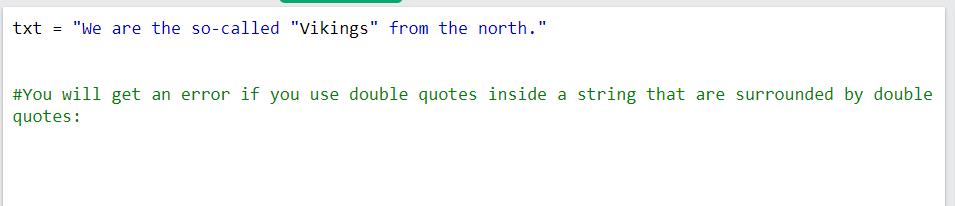 txt = "We are the so-called "Vikings" from the north."
#You will get an error if you use double quotes inside a string that are surrounded by double
quotes: